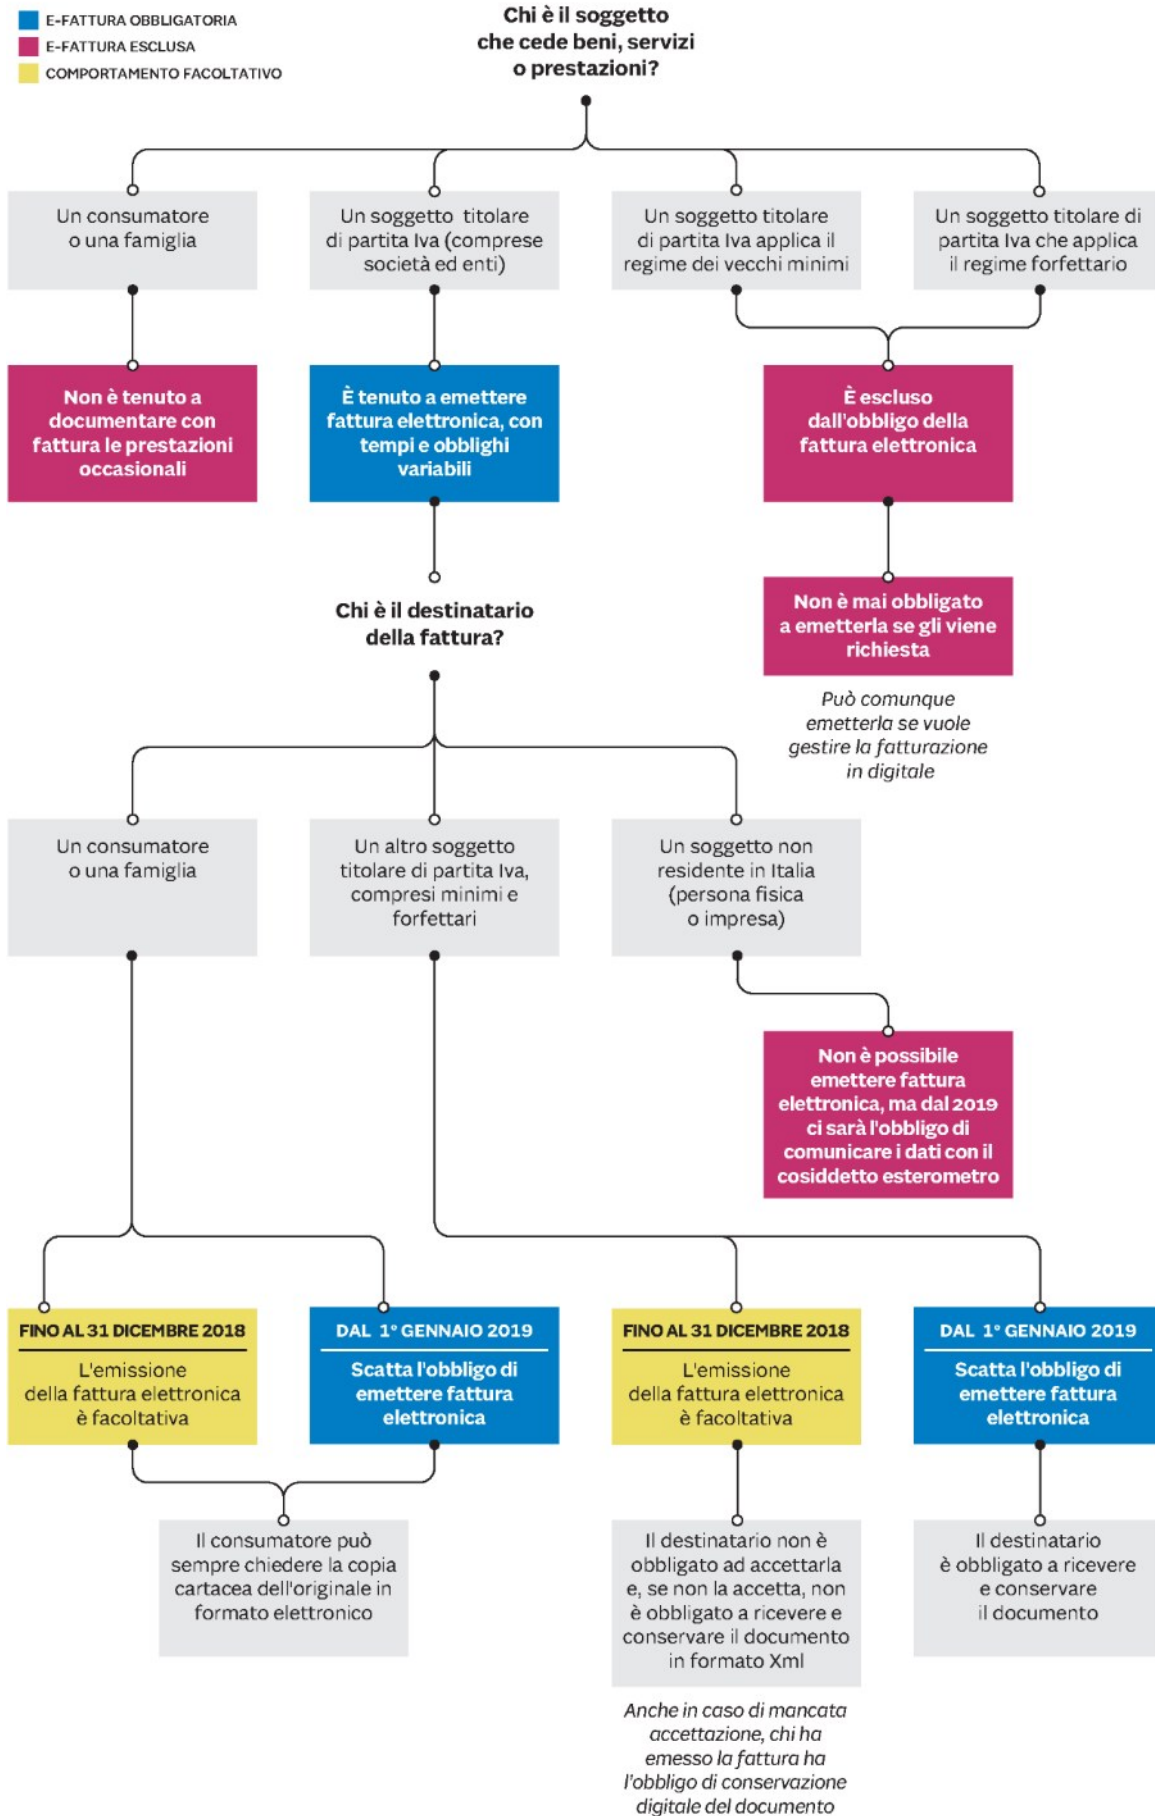 E-FATTURA OBBLIGATORIA
E-FATTURA ESCLUSA
COMPORTAMENTO FACOLTATIVO
Chi è il soggetto
che cede beni, servizi
o prestazioni?
Un consumatore
o una famiglia
Un soggetto titolare
di partita Iva (comprese
società ed enti)
Un soggetto titolare
di partita Iva applica il
regime dei vecchi minimi
Un soggetto titolare di
partita Iva che applica
il regime forfettario
Non è tenuto a
documentare con
fattura le prestazioni
occasionali
È tenuto a emettere
fattura elettronica, con
tempi e obblighi
variabili
È escluso
dall'obbligo della
fattura elettronica
Chi è il destinatario
della fattura?
Non è mai obbligato
a emetterla se gli viene
richiesta
Può comunque
emetterla se vuole
gestire la fatturazione
in digitale
Un consumatore
o una famiglia
Un altro soggetto
titolare di partita Iva,
compresi minimi e
forfettari
Un soggetto non
residente in Italia
(persona fisica
o impresa)
Non è possibile
emettere fattura
elettronica, ma dal 2019
ci sarà l'obbligo di
comunicare i dati con il
cosiddetto esterometro
FINO AL 31 DICEMBRE 2018
L'emissione
della fattura elettronica
è facoltativa
DAL 1° GENNAIO 2019
Scatta l'obbligo di
emettere fattura
elettronica
FINO AL 31 DICEMBRE 2018
L'emissione
della fattura elettronica
è facoltativa
DAL 1° GENNAIO 2019
Scatta l'obbligo di
emettere fattura
elettronica
Il consumatore può
sempre chiedere la copia
cartacea dell'originale in
formato elettronico
Il destinatario non è
obbligato ad accettarla
e, se non la accetta, non
è obbligato a ricevere e
conservare il documento
in formato Xml
Anche in caso di mancata
accettazione, chi ha
emesso la fattura ha
l'obbligo di conservazione
digitale del documento
Il destinatario
è obbligato a ricevere
e conservare
il documento